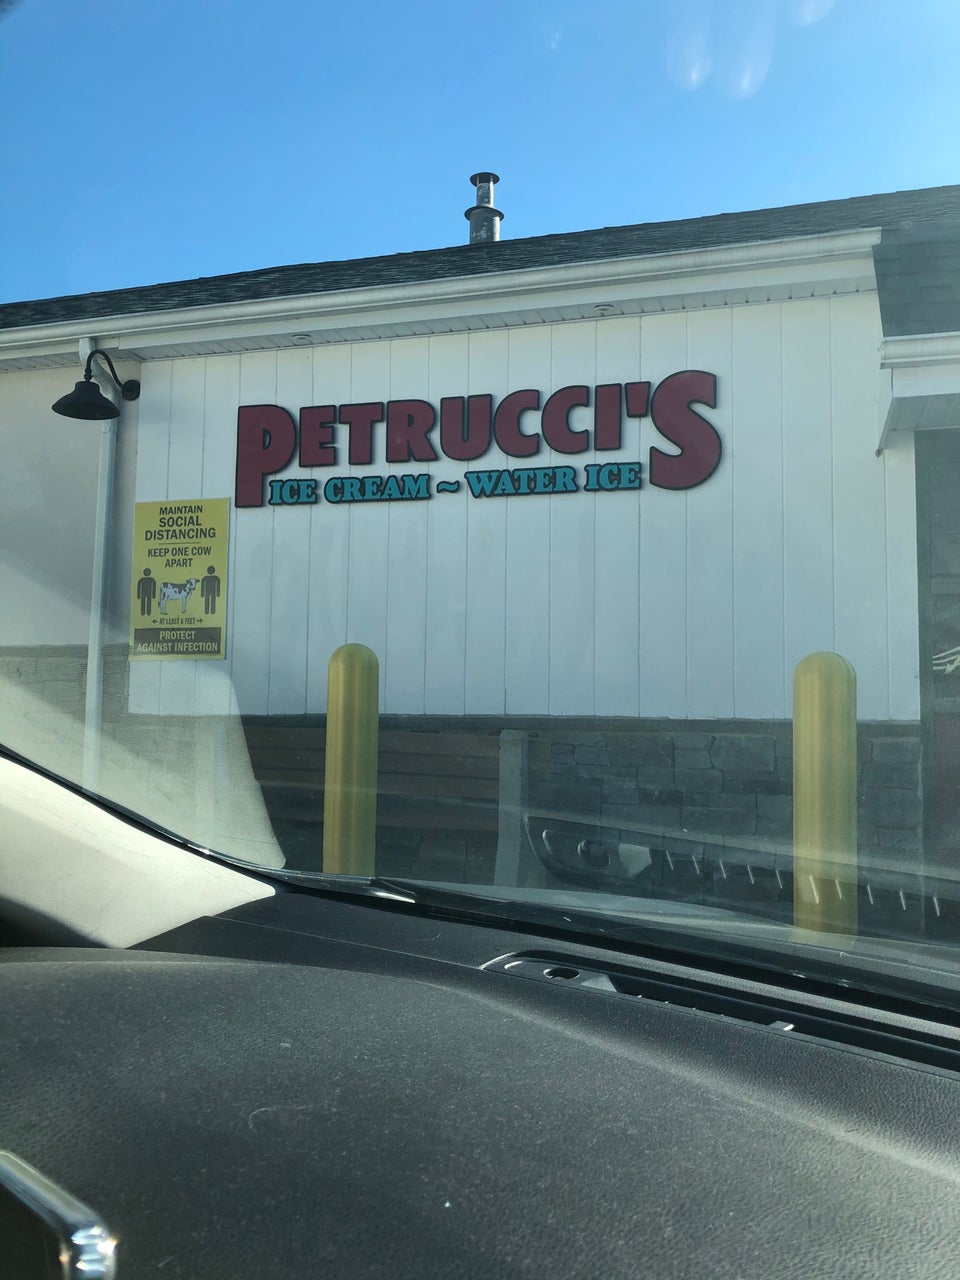 PETRUCCI'S
ICE CREAM ~ WATER ICE
MAINTAIN
SOCIAL
DISTANCING
KEEP ONE COW
APART
AT LEAST 6 FEET
PROTECT
AGAINST INFECTION